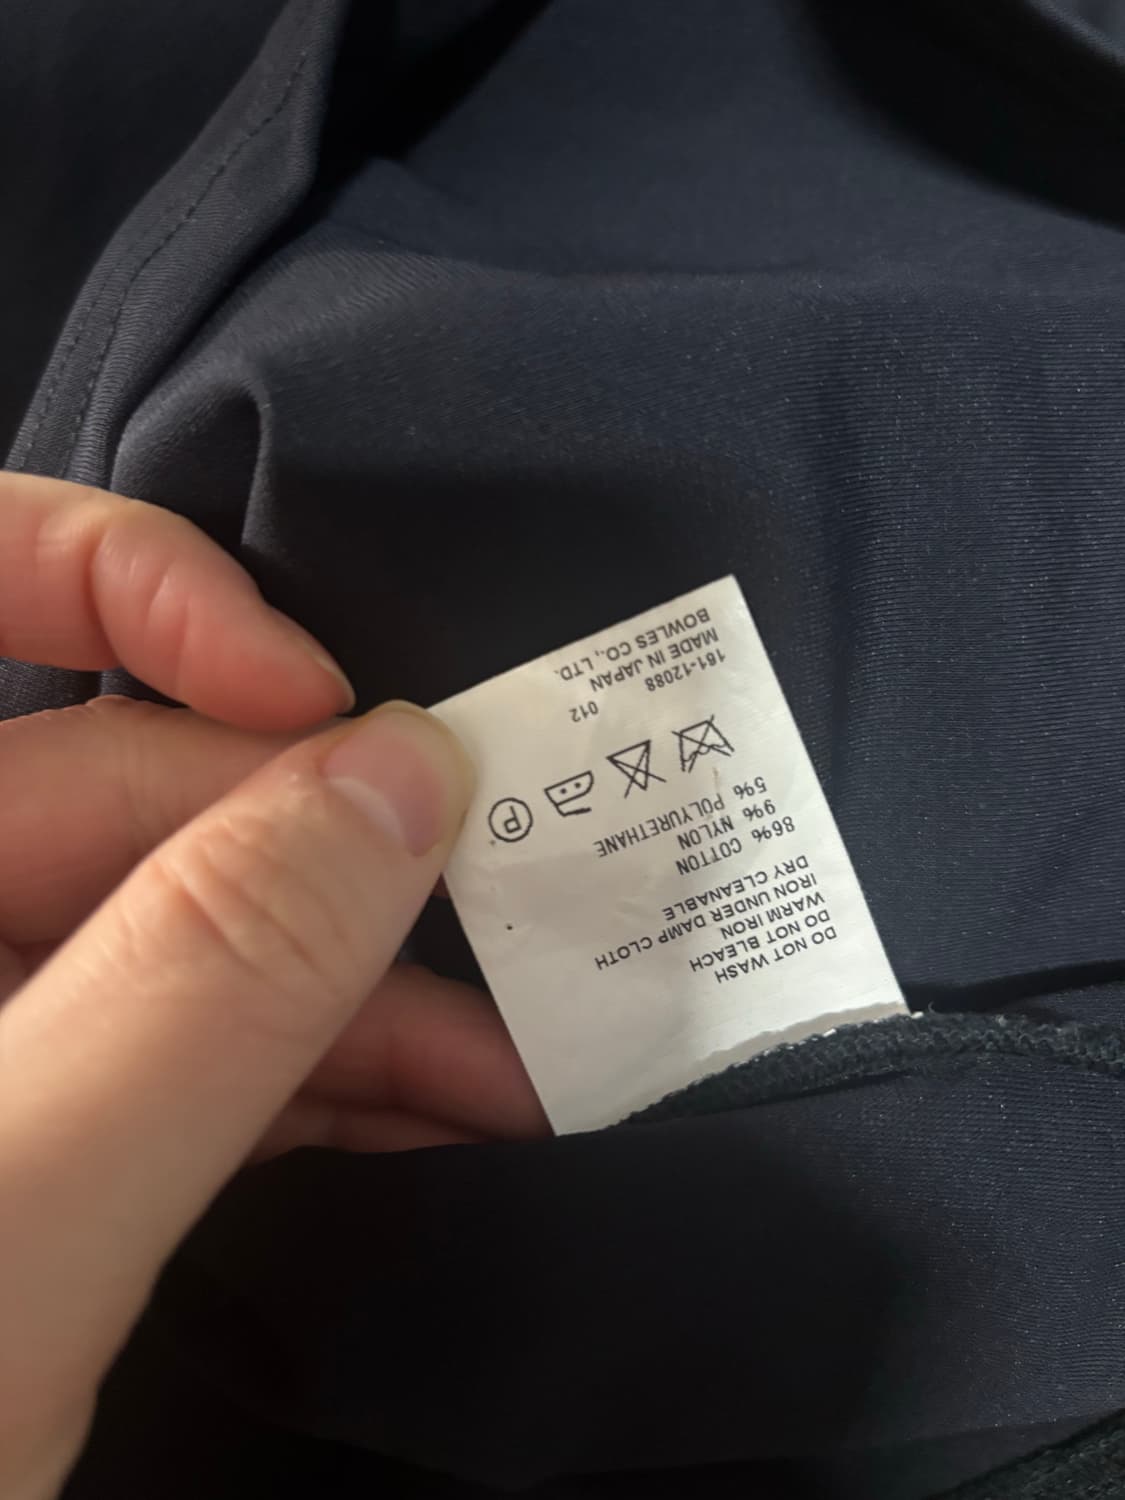 DO NOT WASH
DO NOT BLEACH
WARM IRON
IRON UNDER DAMP CLOTH
DRY CLEANABLE
86% COTTON
9% NYLON
5% POLYURETHANE
P
161-12088 012
MADE IN JAPAN
BOWLES CO., LTD.